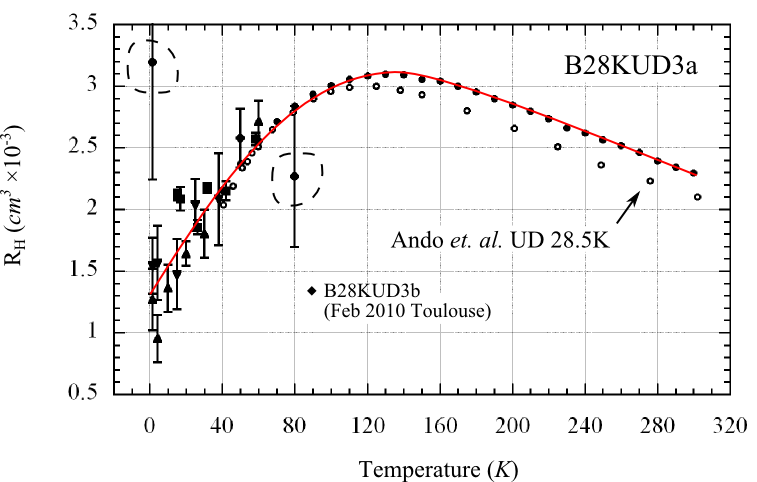 B28KUD3a
R_H (cm³ ×10⁻³)
3.5
3
2.5
2
1.5
1
0.5
Ando et. al. UD 28.5K
B28KUD3b
(Feb 2010 Toulouse)
0 40 80 120 160 200 240 280 320
Temperature (K)